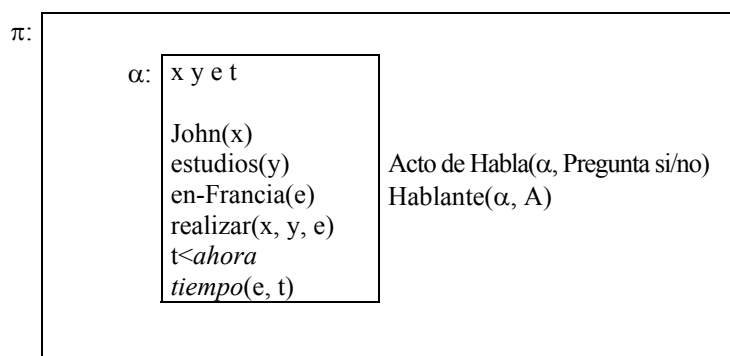 π:
α: x y e t
John(x)
estudios(y) Acto de Habla(α, Pregunta si/no)
en-Francia(e) Hablante(α, A)
realizar(x, y, e)
t<ahora
tiempo(e, t)